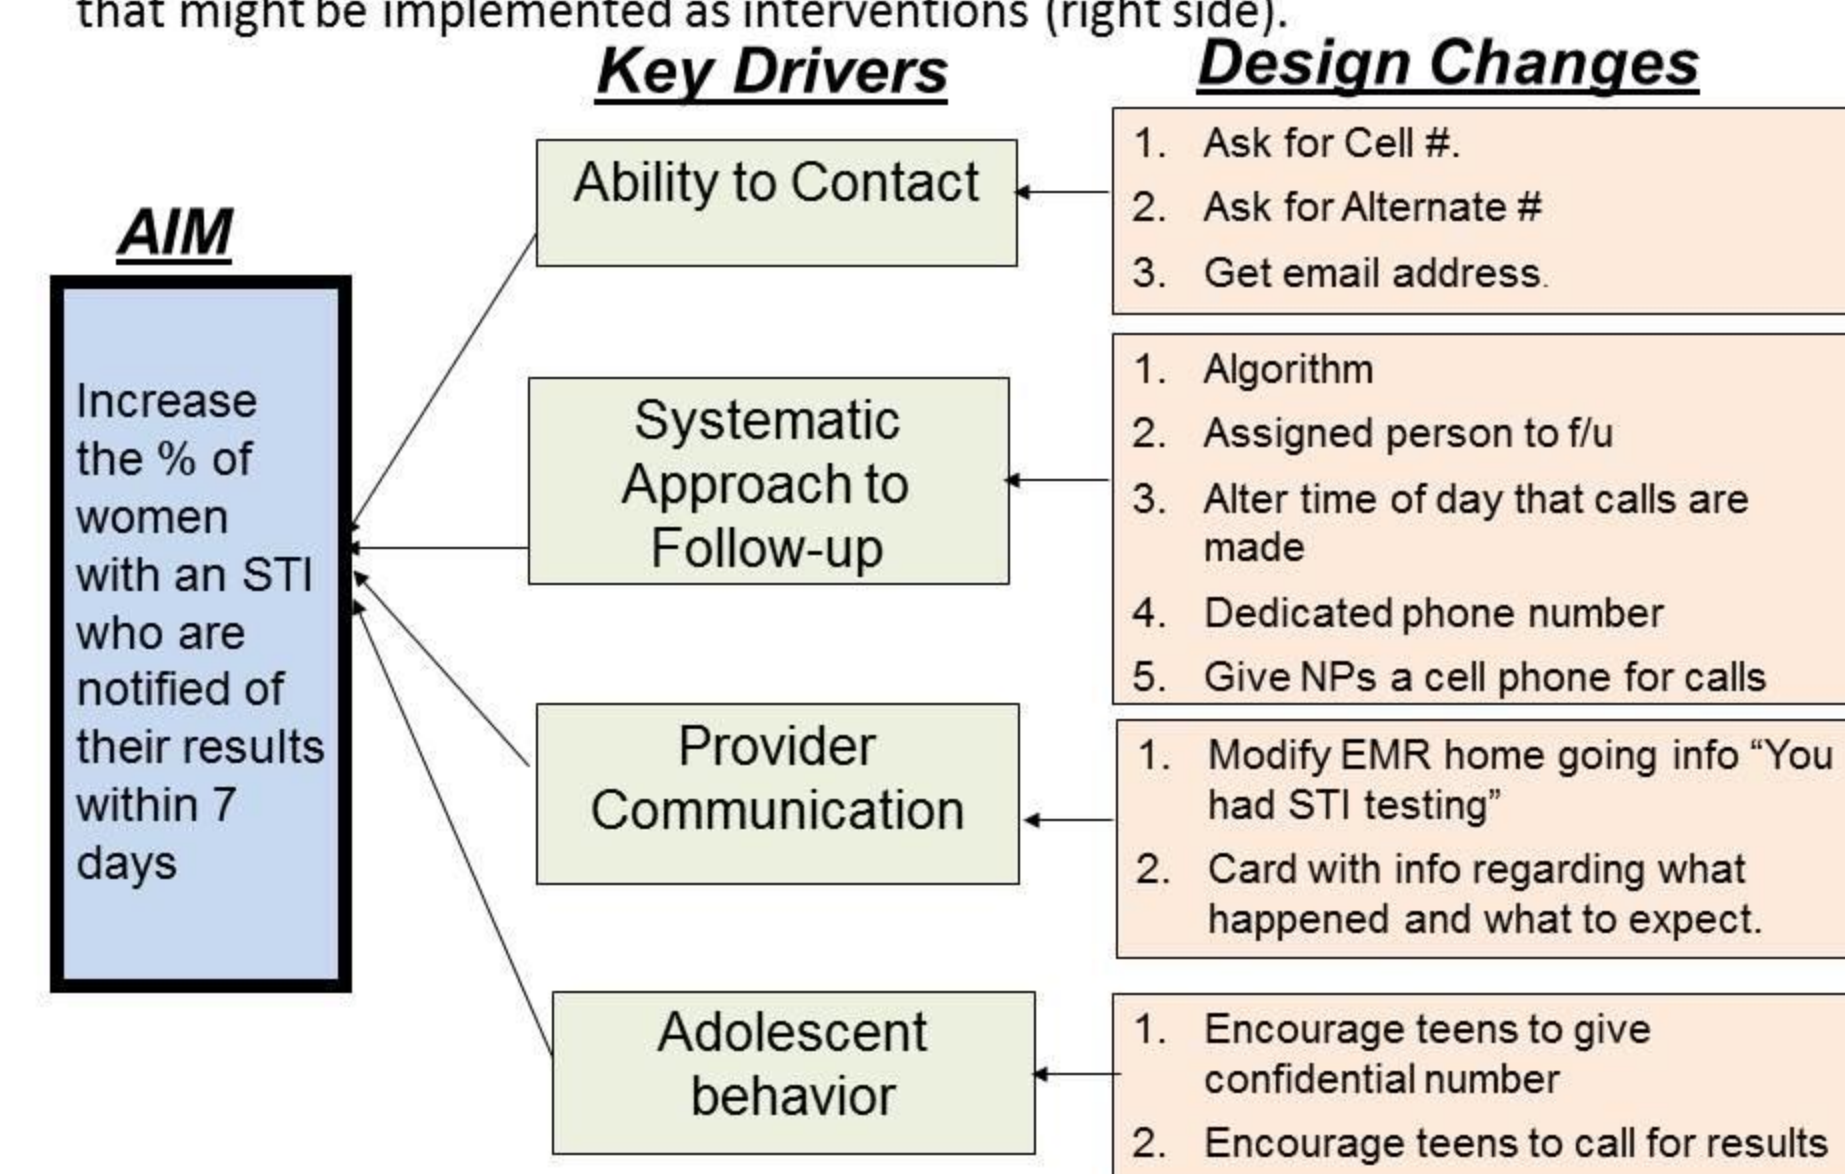 that might be implemented as interventions (right side).
Key Drivers
Design Changes
AIM
Increase
the % of
women
with an STI
who are
notified of
their results
within 7
days
Ability to Contact
Systematic
Approach to
Follow-up
Provider
Communication
Adolescent
behavior
1. Ask for Cell #.
2. Ask for Alternate #
3. Get email address.
1. Algorithm
2. Assigned person to f/u
3. Alter time of day that calls are
made
4. Dedicated phone number
5. Give NPs a cell phone for calls
1. Modify EMR home going info “You
had STI testing”
2. Card with info regarding what
happened and what to expect.
1. Encourage teens to give
confidential number
2. Encourage teens to call for results